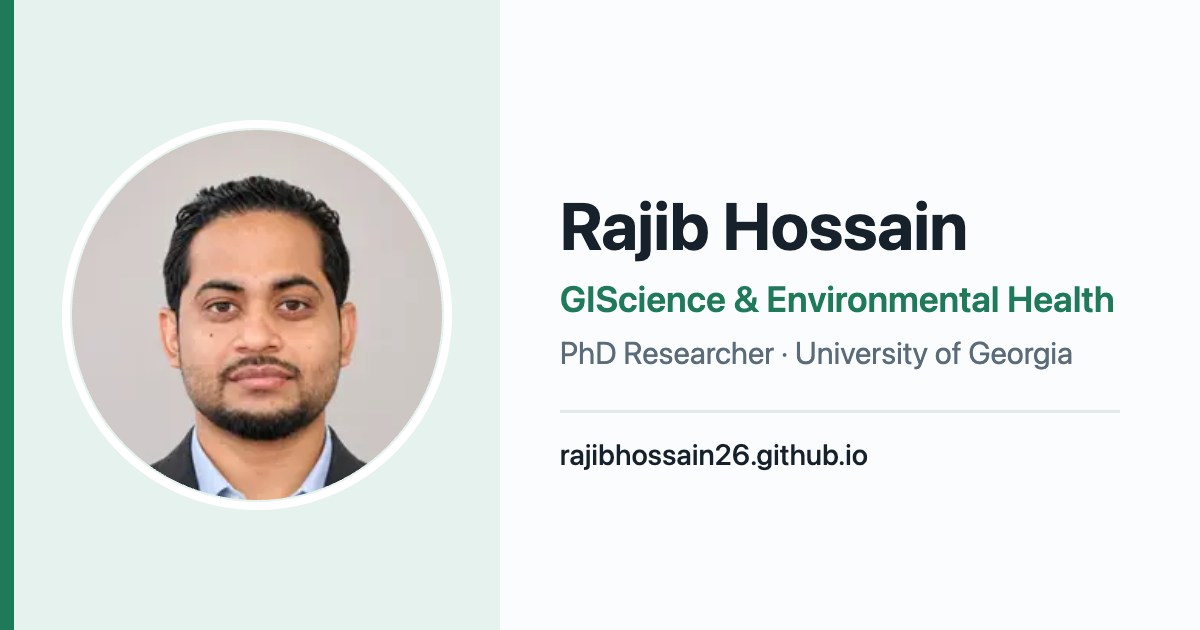 Rajib Hossain
GIScience & Environmental Health
PhD Researcher · University of Georgia
rajibhossain26.github.io